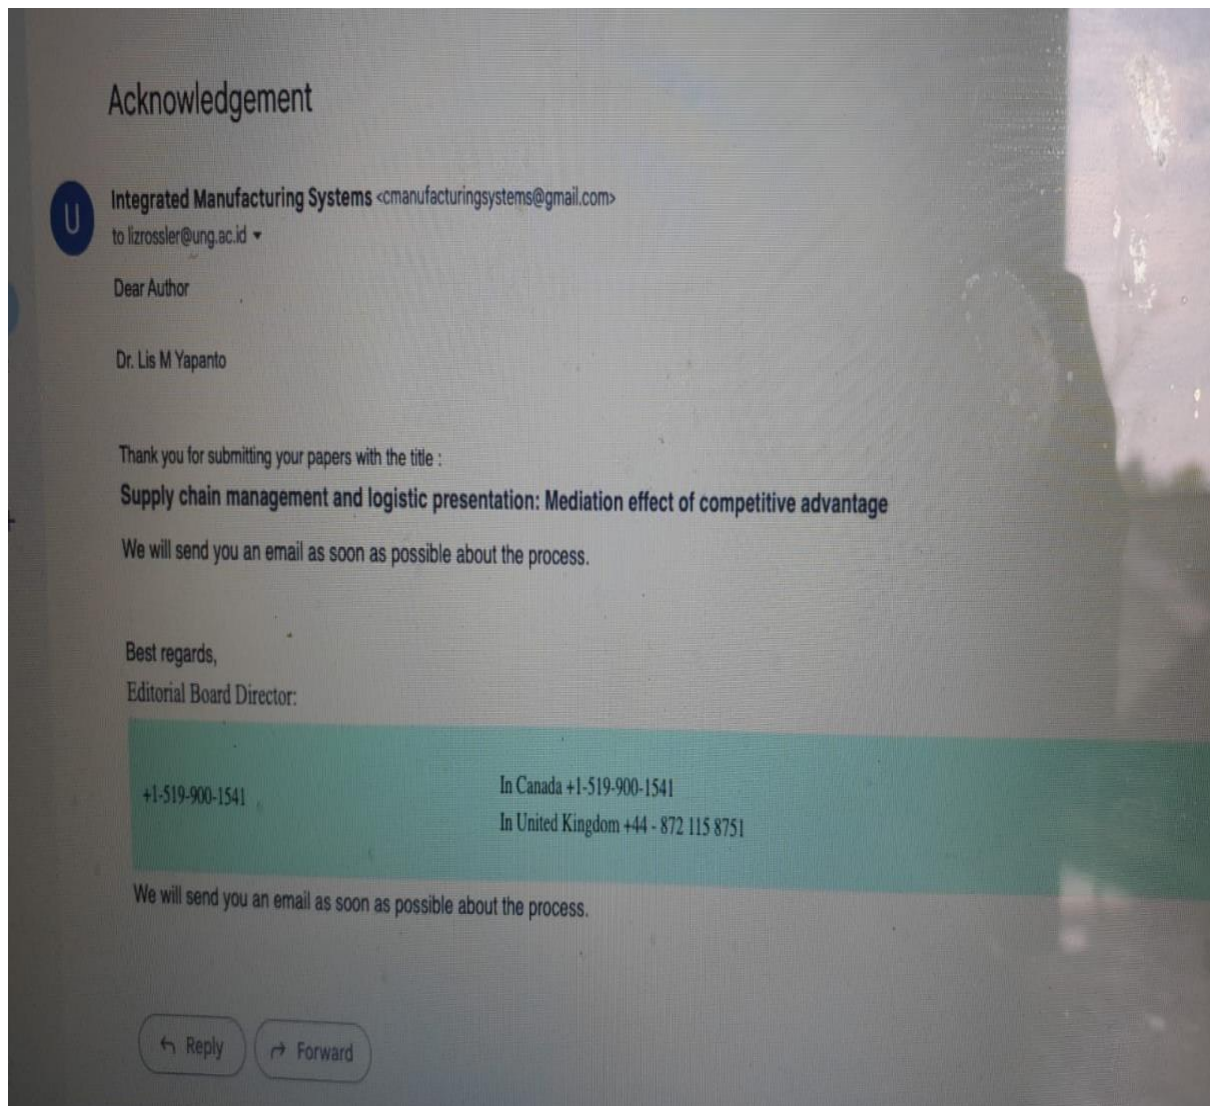 Acknowledgement
U
Integrated Manufacturing Systems <cmanufacturingsystems@gmail.com>
to lizrossler@ung.ac.id
Dear Author
Dr. Lis M Yapanto
Thank you for submitting your papers with the title :
Supply chain management and logistic presentation: Mediation effect of competitive advantage
We will send you an email as soon as possible about the process.
Best regards,
Editorial Board Director:
+1-519-900-1541
In Canada +1-519-900-1541
In United Kingdom +44 - 872 115 8751
We will send you an email as soon as possible about the process.
Reply
Forward